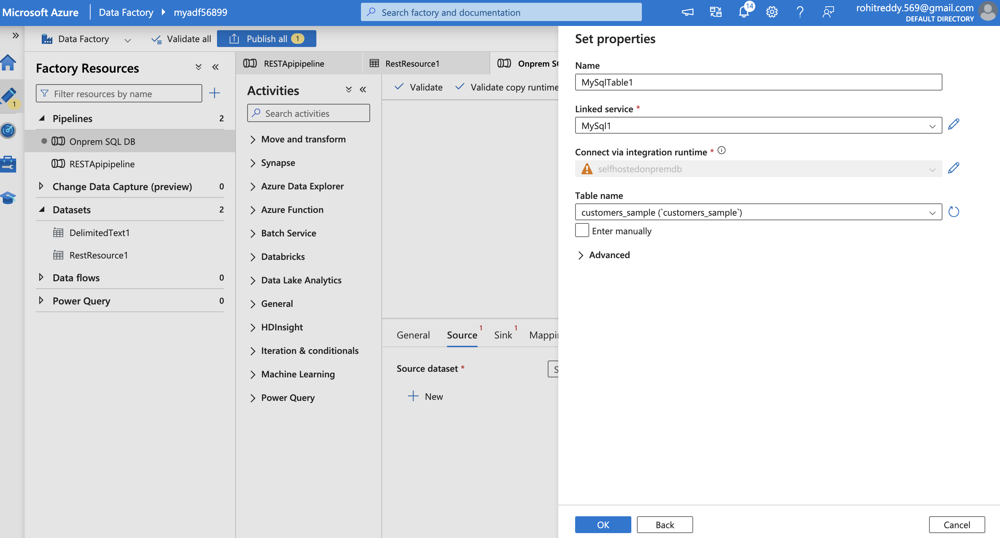 Microsoft Azure
Data Factory
myadf56899
Search factory and documentation
14
rohitreddy.569@gmail.com
DEFAULT DIRECTORY
Data Factory
Validate all
Publish all
1
1
Factory Resources
Filter resources by name
Pipelines
2
Onprem SQL DB
RESTApipipeline
Change Data Capture (preview)
0
Datasets
2
DelimitedText1
RestResource1
Data flows
0
Power Query
0
RESTApipipeline
RestResource1
Onprem SQ
Activities
Search activities
Move and transform
Synapse
Azure Data Explorer
Azure Function
Batch Service
Databricks
Data Lake Analytics
General
HDInsight
Iteration & conditionals
Machine Learning
Power Query
Validate
Validate copy runtime
General
Source
1
Sink
1
Mappi
Source dataset *
S
New
Set properties
Name
MySqlTable1
Linked service *
MySql1
Connect via integration runtime *
selfhostedonpremdb
Table name
customers_sample (`customers_sample`)
Enter manually
Advanced
OK
Back
Cancel